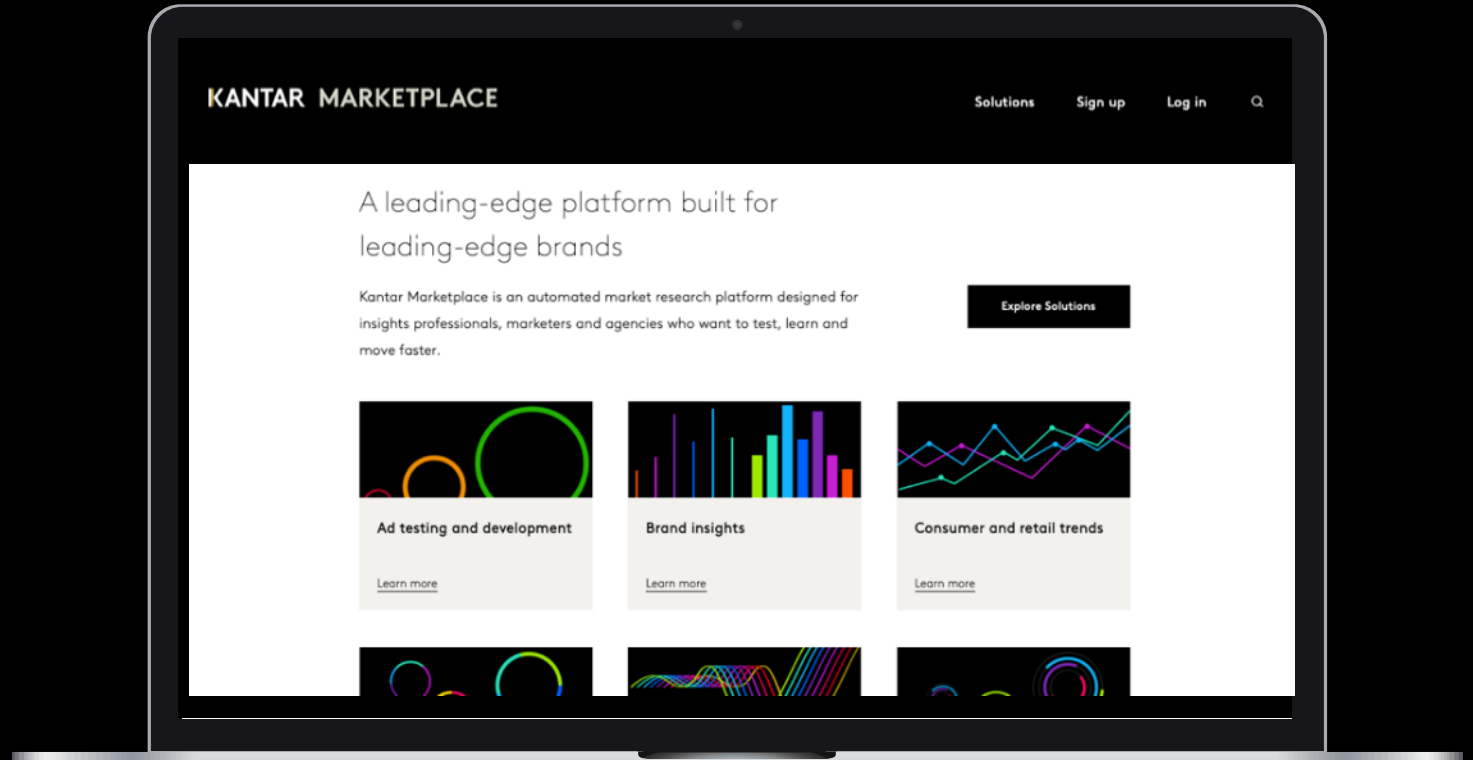 KANTAR MARKETPLACE
Solutions Sign up Log in
A leading-edge platform built for
leading-edge brands
Kantar Marketplace is an automated market research platform designed for
insights professionals, marketers and agencies who want to test, learn and
move faster.
Explore Solutions
Ad testing and development
Learn more
Brand insights
Learn more
Consumer and retail trends
Learn more